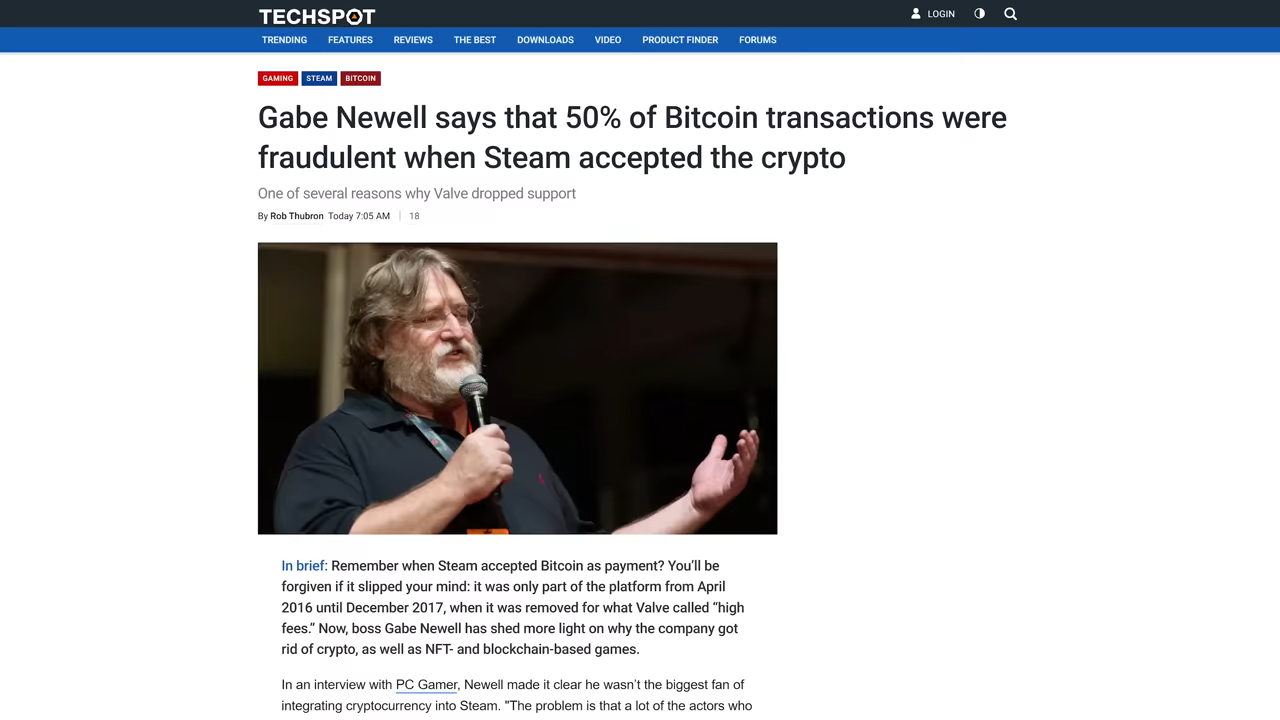 TECHSPOT
LOGIN
TRENDING FEATURES REVIEWS THE BEST DOWNLOADS VIDEO PRODUCT FINDER FORUMS
GAMING STEAM BITCOIN
Gabe Newell says that 50% of Bitcoin transactions were
fraudulent when Steam accepted the crypto
One of several reasons why Valve dropped support
By Rob Thubron Today 7:05 AM 18
In brief: Remember when Steam accepted Bitcoin as payment? You’ll be
forgiven if it slipped your mind: it was only part of the platform from April
2016 until December 2017, when it was removed for what Valve called “high
fees.” Now, boss Gabe Newell has shed more light on why the company got
rid of crypto, as well as NFT- and blockchain-based games.
In an interview with PC Gamer, Newell made it clear he wasn’t the biggest fan of
integrating cryptocurrency into Steam. "The problem is that a lot of the actors who